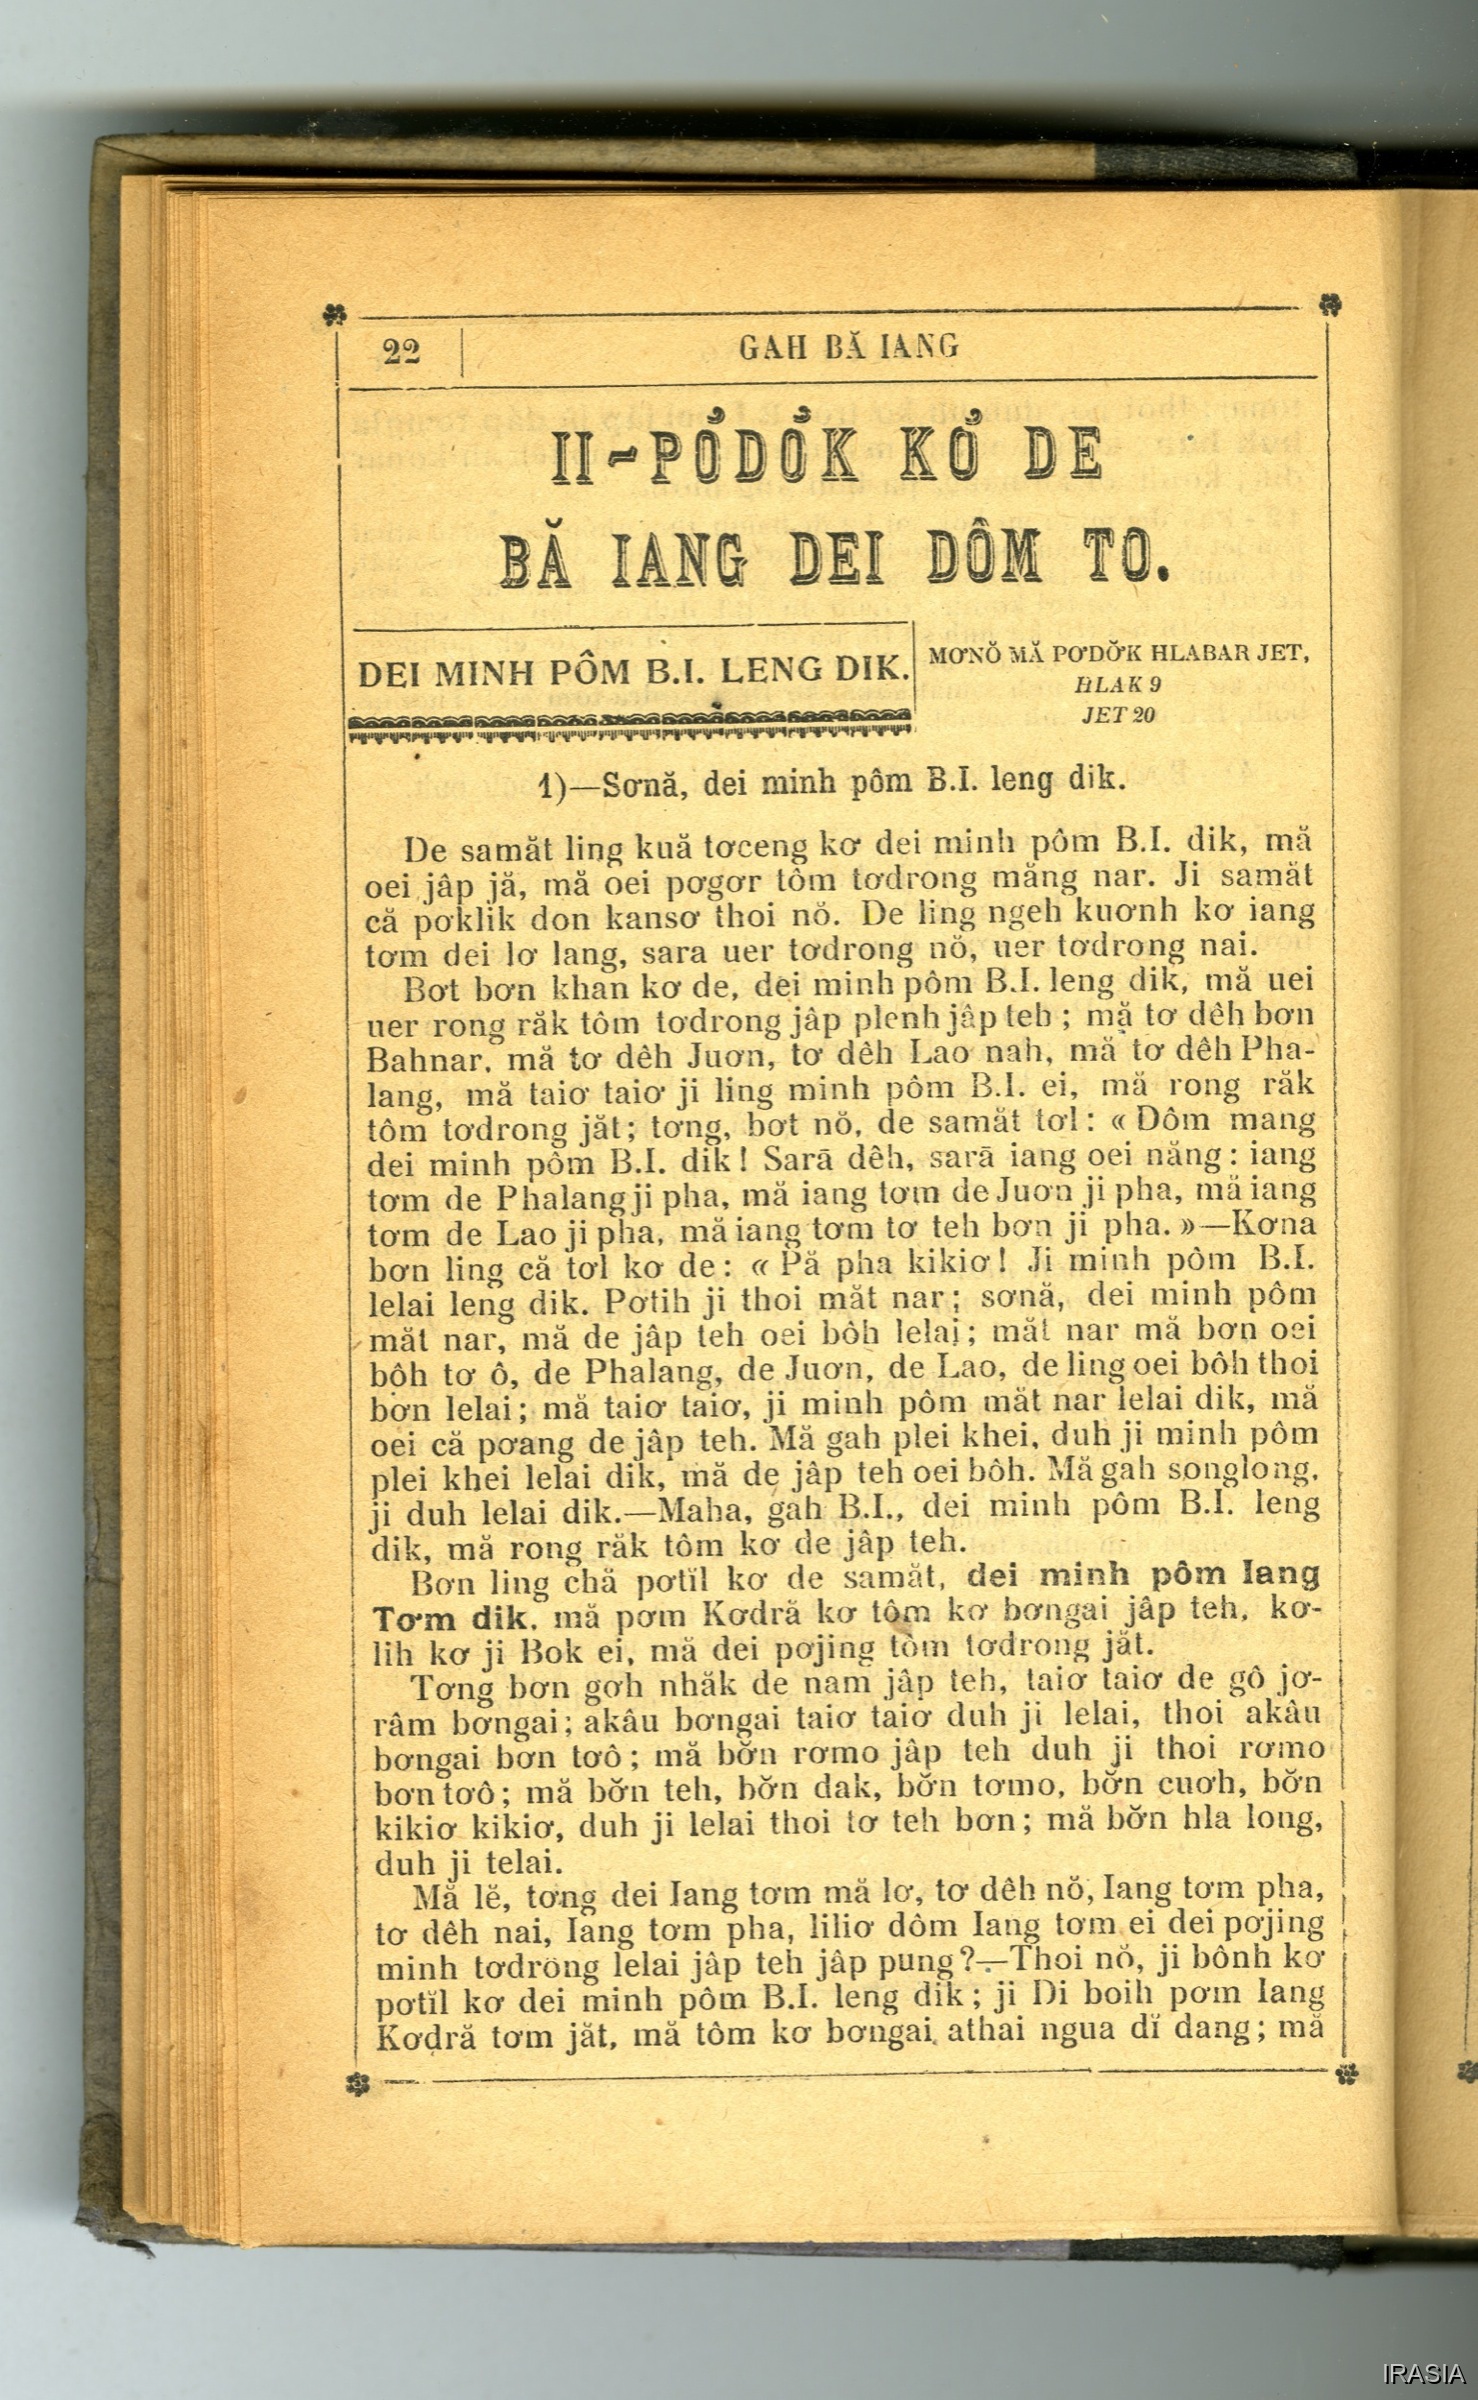 22
GAH BĂ IANG
II-PƠ̆DƠ̆K KƠ̆ DE
BĂ IANG DEI DÔM TO.
DEI MINH PÔM B.I. LENG DIK.
MƠNŎ MĂ PƠDƠ̆K HLABAR JET,
HLAK 9
JET 20
1)—Sơnă, dei minh pôm B.I. leng dik.
De samăt ling kuă tơceng kơ dei minh pôm B.I. dik, mă
oei jâp jă, mă oei pơgơr tôm tơdrong măng nar. Ji samăt
că pơklik don kansơ thoi nŏ. De ling ngeh kuơnh kơ iang
tơm dei lơ lang, sara uer tơdrong nŏ, uer tơdrong nai.
Bơt bơn khan kơ de, dei minh pôm B.I. leng dik, mă uei
uer rong răk tôm tơdrong jâp plenh jâp teh ; mă tơ dêh bơn
Bahnar, mă tơ dêh Juơn, tơ dêh Lao nah, mă tơ dêh Pha-
lang, mă taiơ taiơ ji ling minh pôm B.I. ei, mă rong răk
tôm tơdrong jăt; tơng, bơt nŏ, de samăt tơl : « Dôm mang
dei minh pôm B.I. dik ! Sară dêh, sară iang oei năng : iang
tơm de Phalang ji pha, mă iang tơm de Juơn ji pha, mă iang
tơm de Lao ji pha, mă iang tơm tơ teh bơn ji pha. »—Kơna
bơn ling că tơl kơ de : « Pă pha kikiơ ! Ji minh pôm B.I.
lelai leng dik. Pơtih ji thoi măt nar ; sơnă, dei minh pôm
măt nar, mă de jâp teh oei bôh lelai ; măt nar mă bơn oei
bôh tơ ô, de Phalang, de Juơn, de Lao, de ling oei bôh thoi
bơn lelai ; mă taiơ taiơ, ji minh pôm măt nar lelai dik, mă
oei că pơang de jâp teh. Mă gah plei khei, duh ji minh pôm
plei khei lelai dik, mă de jâp teh oei bôh. Mă gah songlong,
ji duh lelai dik.—Maha, gah B.I., dei minh pôm B.I. leng
dik, mă rong răk tôm kơ de jâp teh.
Bơn ling chă pơtĭl kơ de samăt, dei minh pôm Iang
Tơm dik, mă pơm Kơdră kơ tôm kơ bơngai jâp teh, kơ-
lih kơ ji Bok ei, mă dei pơjing tôm tơdrong jăt.
Tơng bơn gơh nhăk de nam jâp teh, taiơ taiơ de gô jơ-
râm bơngai ; akâu bơngai taiơ taiơ duh ji lelai, thoi akâu
bơngai bơn tơô ; mă bơ̆n rơmo jâp teh duh ji thoi rơmo
bơn tơô ; mă bơ̆n teh, bơ̆n dak, bơ̆n tơmo, bơ̆n cuơh, bơ̆n
kikiơ kikiơ, duh ji lelai thoi tơ teh bơn ; mă bơ̆n hla long,
duh ji telai.
Mă lĕ, tơng dei Iang tơm mă lơ, tơ dêh nŏ, Iang tơm pha,
tơ dêh nai, Iang tơm pha, liliơ dôm Iang tơm ei dei pơjing
minh tơdrŏng lelai jâp teh jâp pung ?—Thoi nŏ, ji bônh kơ
pơtĭl kơ dei minh pôm B.I. leng dik ; ji Di boih pơm Iang
Kơdră tơm jăt, mă tôm kơ bơngai athai ngua dĭ dang ; mă
IRASIA